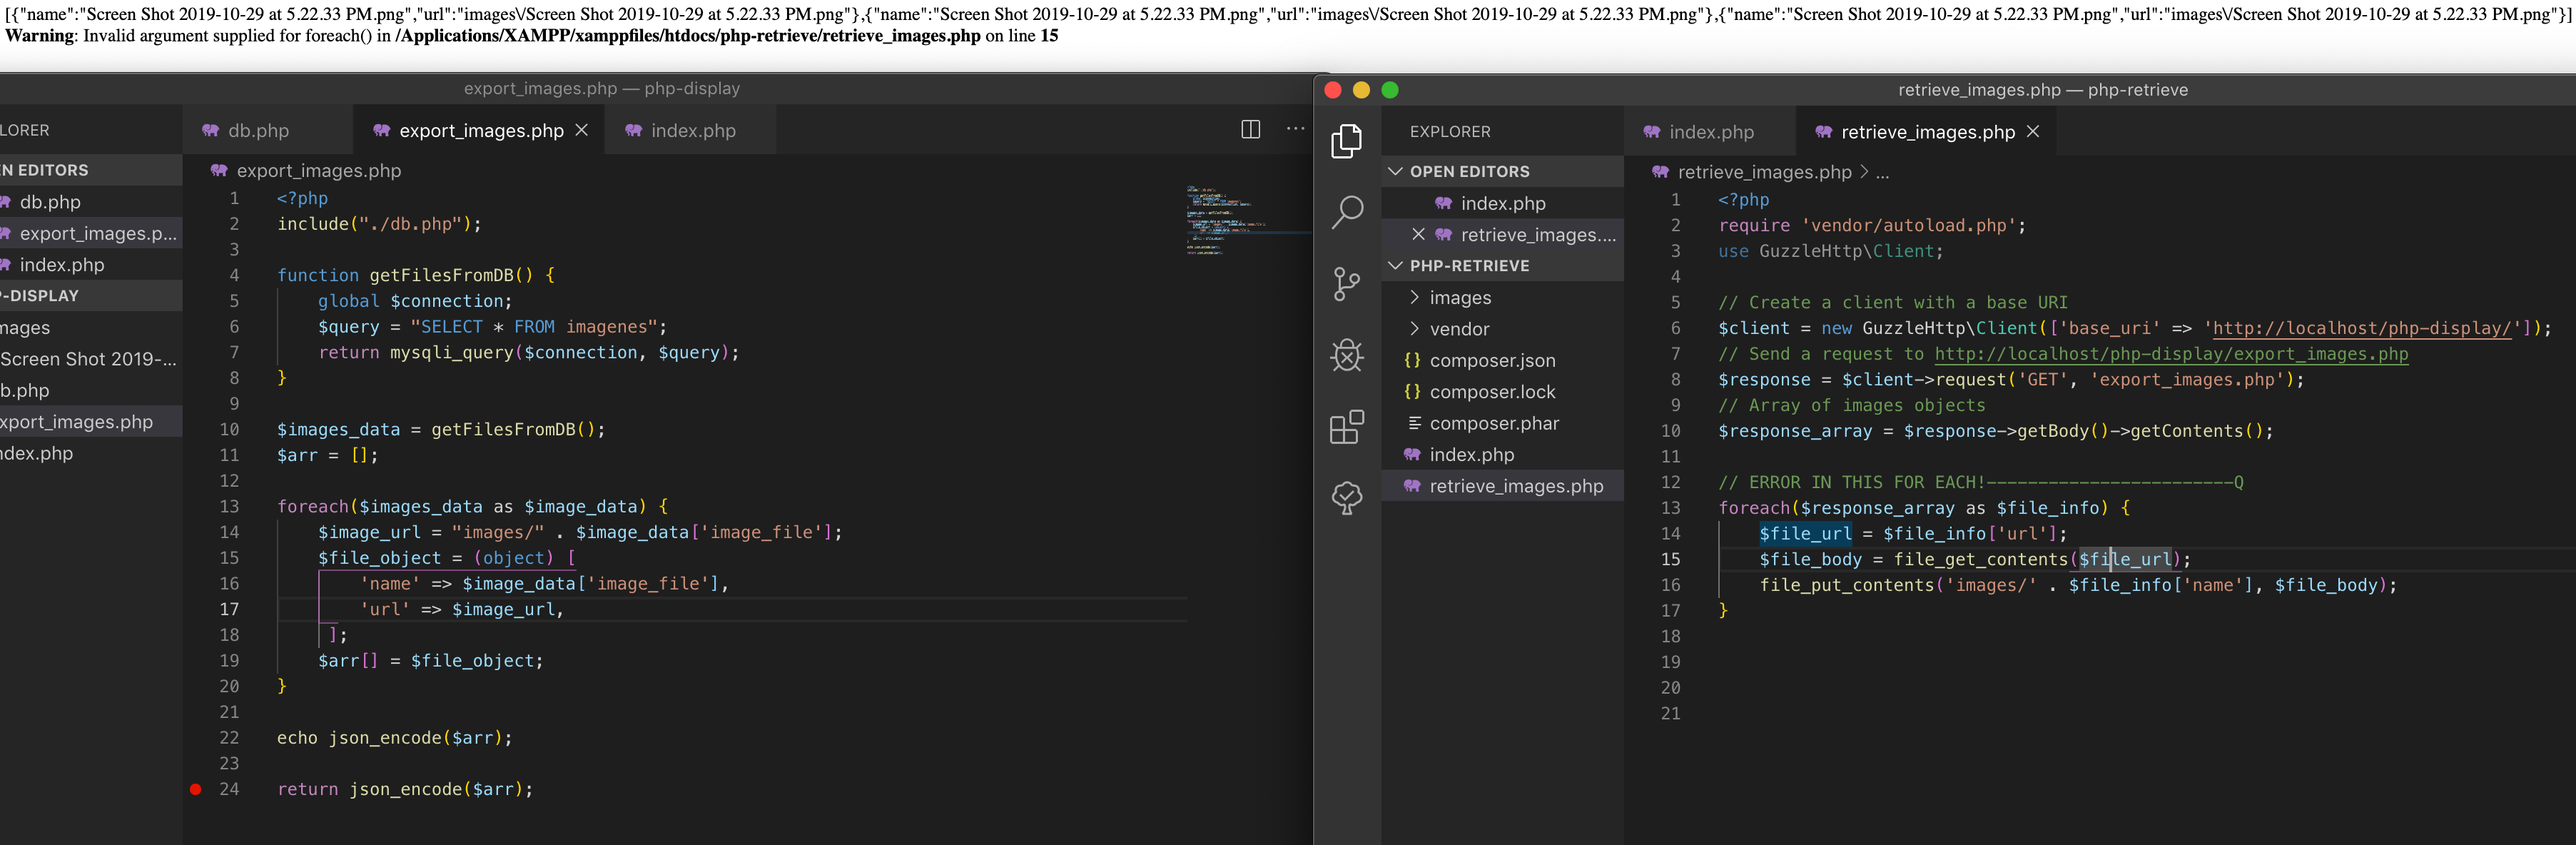 [{"name":"Screen Shot 2019-10-29 at 5.22.33 PM.png","url":"images\/Screen Shot 2019-10-29 at 5.22.33 PM.png"},{"name":"Screen Shot 2019-10-29 at 5.22.33 PM.png","url":"images\/Screen Shot 2019-10-29 at 5.22.33 PM.png"},{"name":"Screen Shot 2019-10-29 at 5.22.33 PM.png","url":"images\/Screen Shot 2019-10-29 at 5.22.33 PM.png"}]
Warning: Invalid argument supplied for foreach() in /Applications/XAMPP/xamppfiles/htdocs/php-retrieve/retrieve_images.php on line 15
export_images.php — php-display
LORER
N EDITORS
db.php
export_images.p...
index.php
P-DISPLAY
mages
Screen Shot 2019-...
b.php
xport_images.php
ndex.php
db.php
export_images.php
index.php
export_images.php
1 <?php
2 include("./db.php");
3
4 function getFilesFromDB() {
5 global $connection;
6 $query = "SELECT * FROM imagenes";
7 return mysqli_query($connection, $query);
8 }
9
10 $images_data = getFilesFromDB();
11 $arr = [];
12
13 foreach($images_data as $image_data) {
14 $image_url = "images/" . $image_data['image_file'];
15 $file_object = (object) [
16 'name' => $image_data['image_file'],
17 'url' => $image_url,
18 ];
19 $arr[] = $file_object;
20 }
21
22 echo json_encode($arr);
23
24 return json_encode($arr);
retrieve_images.php — php-retrieve
EXPLORER
OPEN EDITORS
index.php
retrieve_images....
PHP-RETRIEVE
images
vendor
{} composer.json
{} composer.lock
composer.phar
index.php
retrieve_images.php
index.php
retrieve_images.php
retrieve_images.php > ...
1 <?php
2 require 'vendor/autoload.php';
3 use GuzzleHttp\Client;
4
5 // Create a client with a base URI
6 $client = new GuzzleHttp\Client(['base_uri' => 'http://localhost/php-display/']);
7 // Send a request to http://localhost/php-display/export_images.php
8 $response = $client->request('GET', 'export_images.php');
9 // Array of images objects
10 $response_array = $response->getBody()->getContents();
11
12 // ERROR IN THIS FOR EACH!------------------------Q
13 foreach($response_array as $file_info) {
14 $file_url = $file_info['url'];
15 $file_body = file_get_contents($file_url);
16 file_put_contents('images/' . $file_info['name'], $file_body);
17 }
18
19
20
21